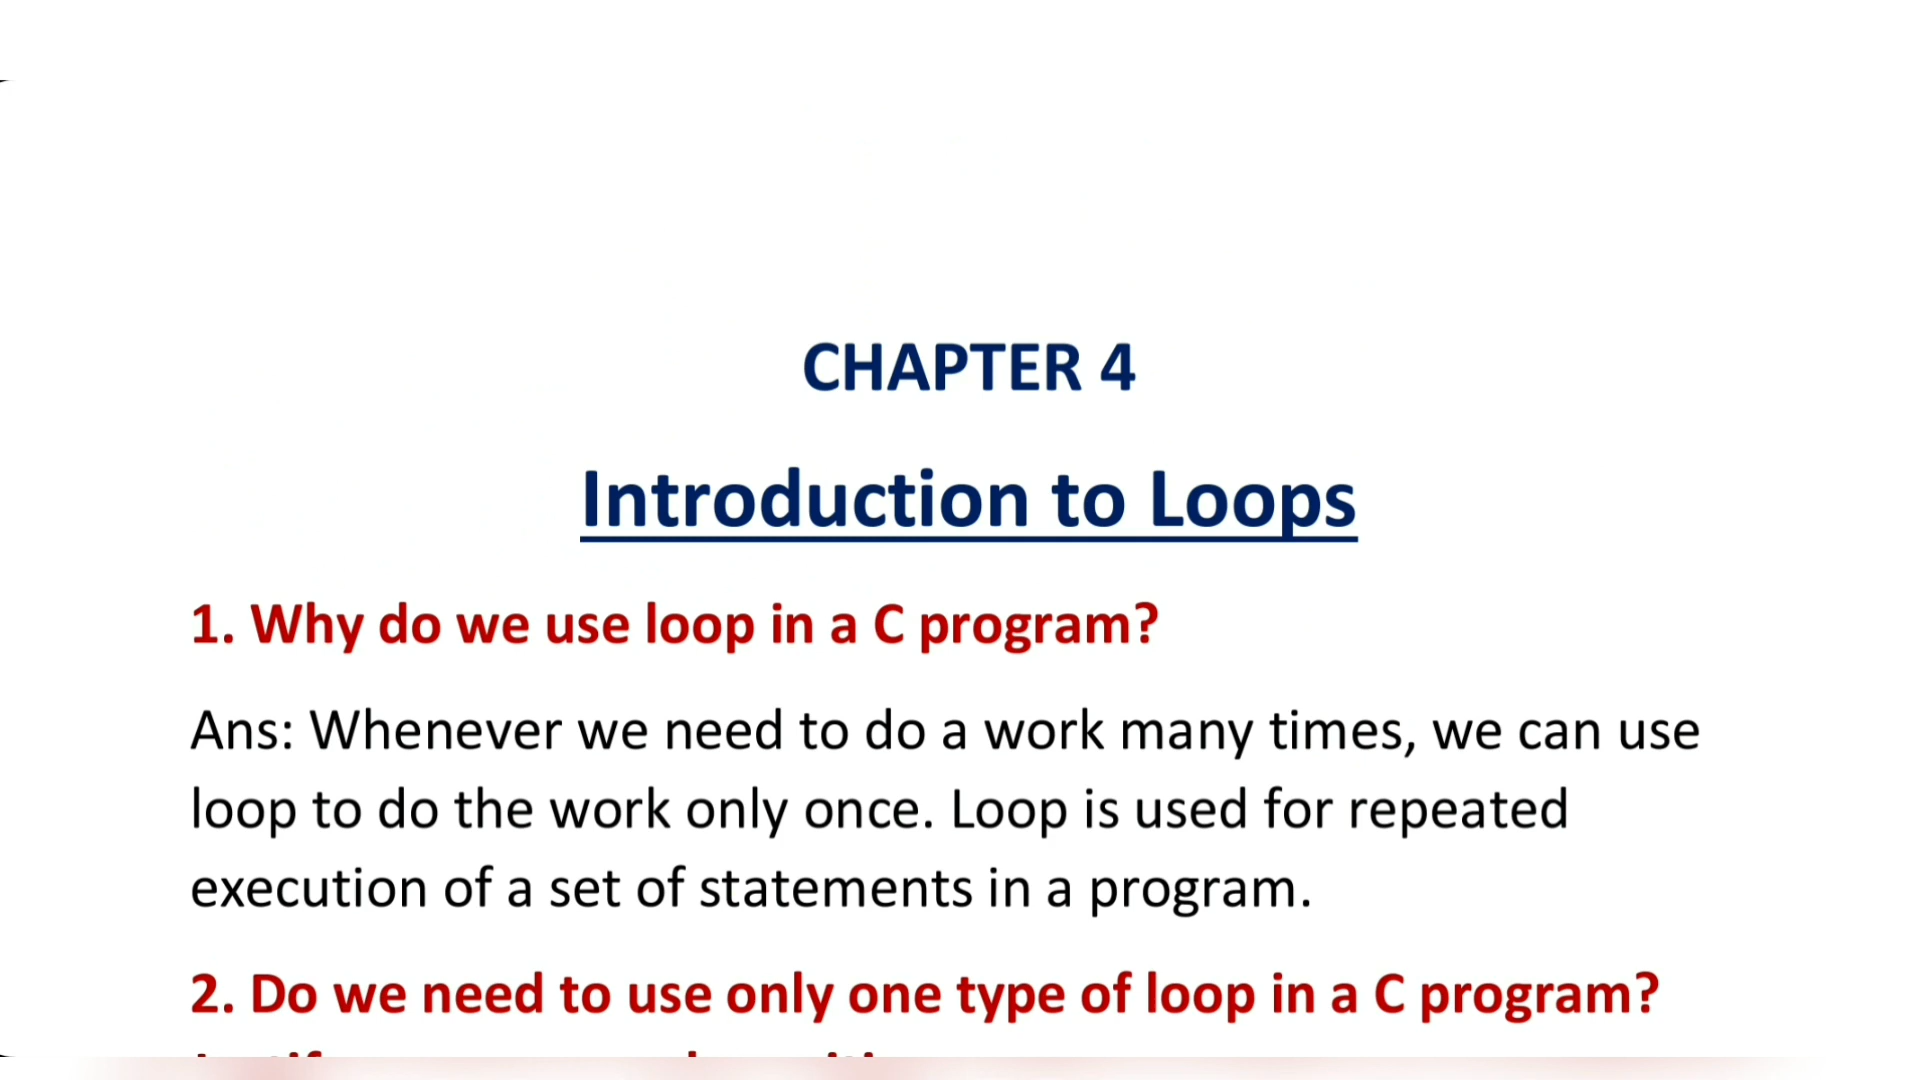 CHAPTER 4
Introduction to Loops
1. Why do we use loop in a C program?
Ans: Whenever we need to do a work many times, we can use
loop to do the work only once. Loop is used for repeated
execution of a set of statements in a program.
2. Do we need to use only one type of loop in a C program?